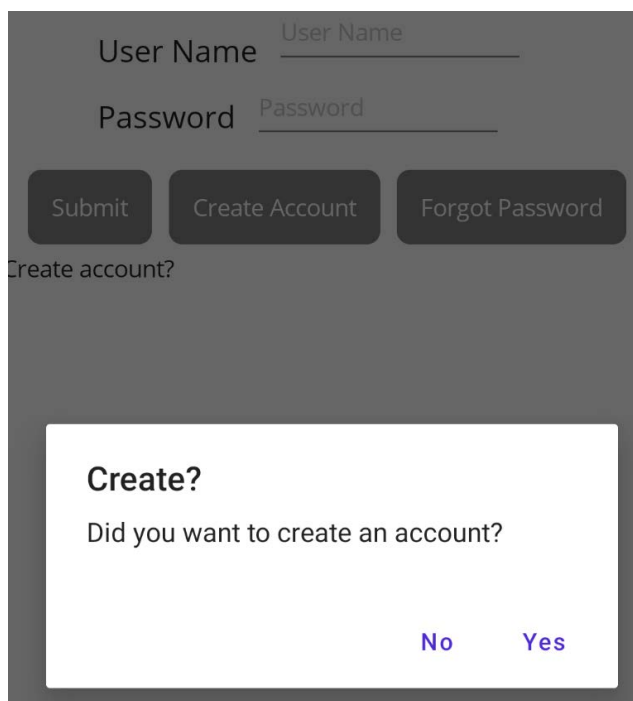 User Name User Name
Password Password
Submit Create Account Forgot Password
Create account?
Create?
Did you want to create an account?
No Yes